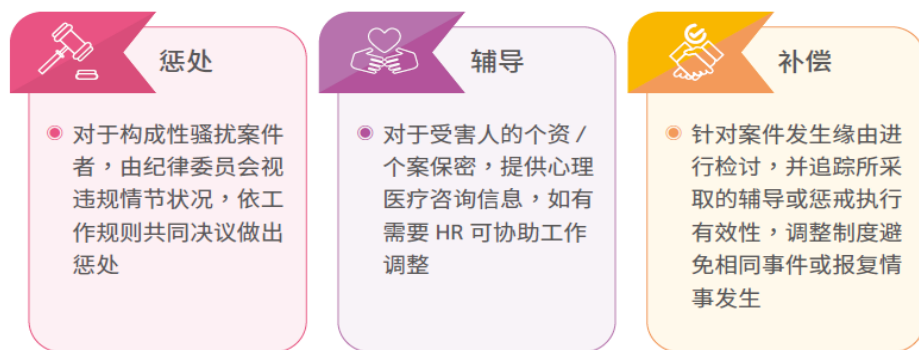 惩处
对于构成性骚扰案件
者，由纪律委员会视
违规情节状况，依工
作规则共同决议做出
惩处
辅导
对于受害人的个资 /
个案保密，提供心理
医疗咨询信息，如有
需要 HR 可协助工作
调整
补偿
针对案件发生缘由进
行检讨，并追踪所采
取的辅导或惩戒执行
有效性，调整制度避
免相同事件或报复情
事发生